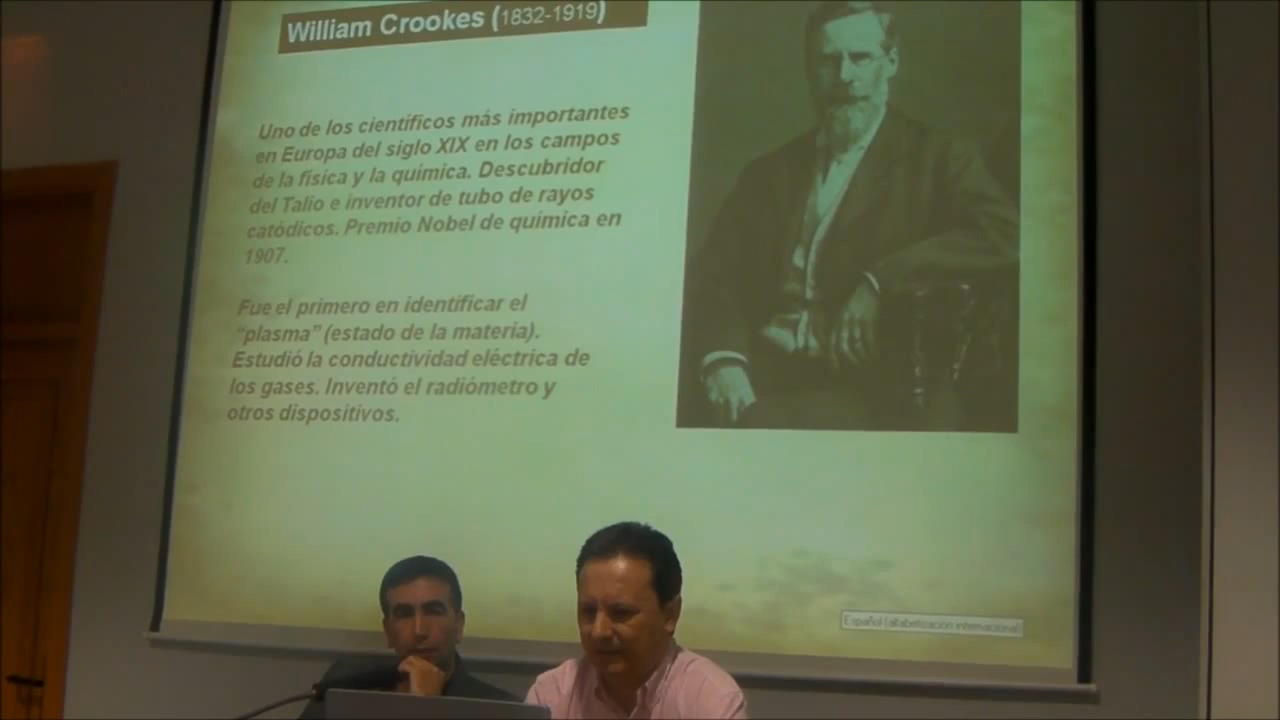 William Crookes (1832-1919)
Uno de los científicos más importantes
en Europa del siglo XIX en los campos
de la física y la química. Descubridor
del Talio e inventor de tubo de rayos
catódicos. Premio Nobel de química en
1907.
Fue el primero en identificar el
"plasma" (estado de la materia).
Estudió la conductividad eléctrica de
los gases. Inventó el radiómetro y
otros dispositivos.
Español (alfabetización internacional)